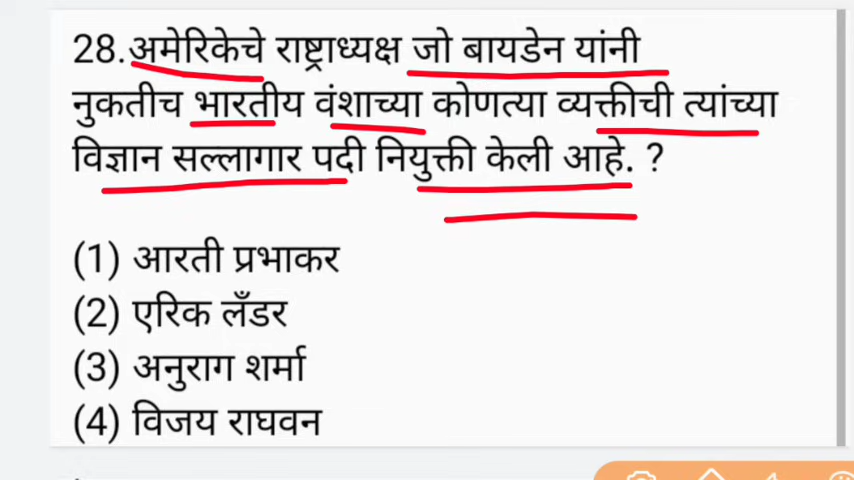 28.अमेरिकेचे राष्ट्राध्यक्ष जो बायडेन यांनी
नुकतीच भारतीय वंशाच्या कोणत्या व्यक्तीची त्यांच्या
विज्ञान सल्लागार पदी नियुक्ती केली आहे. ?
(1) आरती प्रभाकर
(2) एरिक लँडर
(3) अनुराग शर्मा
(4) विजय राघवन